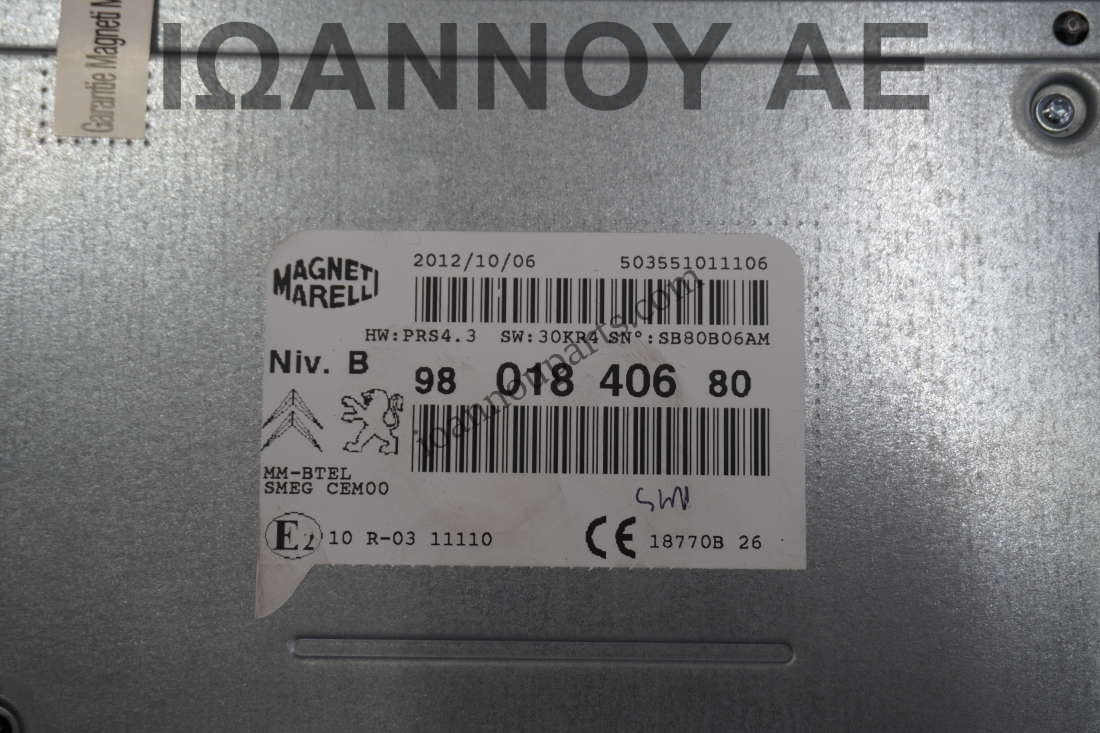 ΙΩΑΝΝΟΥ ΑΕ
Garantie Magneti M
MAGNETI
MARELLI
2012/10/06 503551011106
HW:PRS4.3 SW:30KR4 SN°:SB80B06AM
Niv. B
98 018 406 80
ioannouparts.com
MM-BTEL
SMEG CEM00
SWP
E2 10 R-03 11110
CE 18770B 26